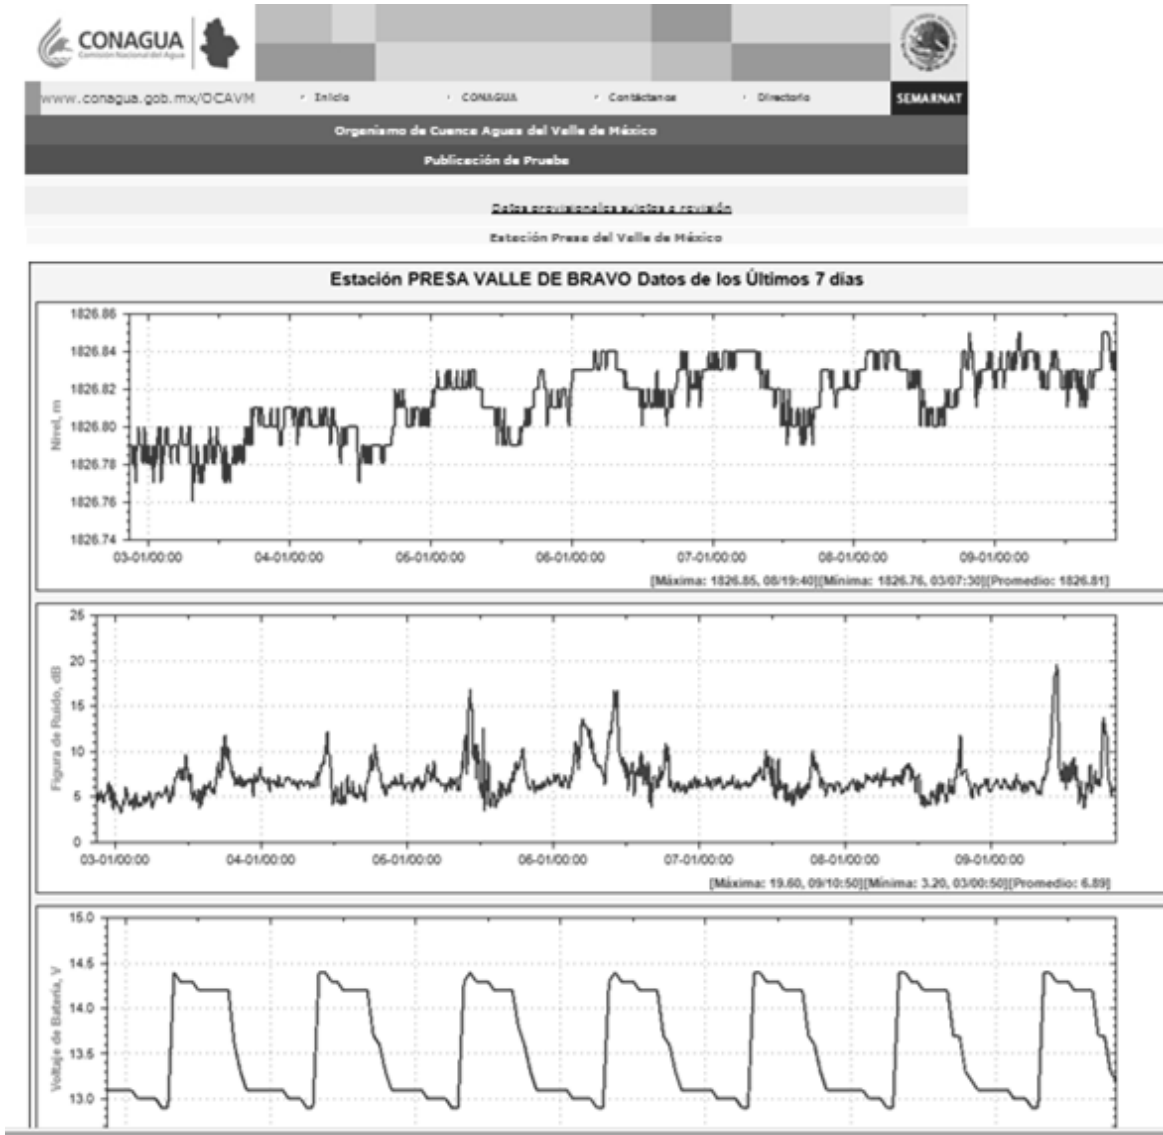 CONAGUA
Comisión Nacional del Agua
www.conagua.gob.mx/OCAVM
Inicio
CONAGUA
Contáctanos
Directorio
SEMARNAT
Organismo de Cuenca Aguas del Valle de México
Publicación de Prueba
Datos provisionales sujetos a revisión
Estación Presa del Valle de México
Estación PRESA VALLE DE BRAVO Datos de los Últimos 7 dias
Nivel, m
1826.86
1826.84
1826.82
1826.80
1826.78
1826.76
1826.74
03-01/00:00 04-01/00:00 05-01/00:00 06-01/00:00 07-01/00:00 08-01/00:00 09-01/00:00
[Máxima: 1826.85, 08/19:40][Mínima: 1826.76, 03/07:30][Promedio: 1826.81]
Figura de Ruido, dB
25
20
15
10
5
0
03-01/00:00 04-01/00:00 05-01/00:00 06-01/00:00 07-01/00:00 08-01/00:00 09-01/00:00
[Máxima: 19.60, 09/10:50][Mínima: 3.20, 03/00:50][Promedio: 6.89]
Voltaje de Batería, V
15.0
14.5
14.0
13.5
13.0